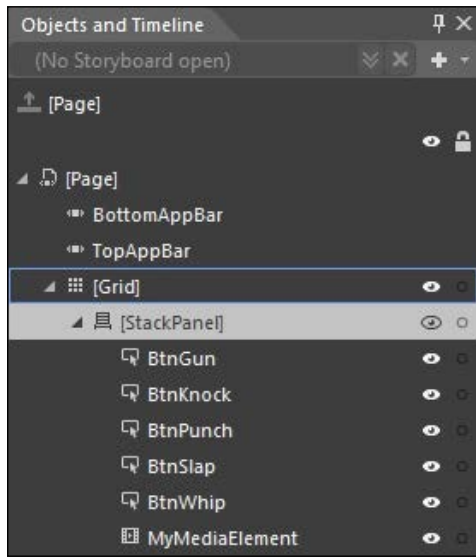 Objects and Timeline
(No Storyboard open)
[Page]
[Page]
BottomAppBar
TopAppBar
[Grid]
[StackPanel]
BtnGun
BtnKnock
BtnPunch
BtnSlap
BtnWhip
MyMediaElement